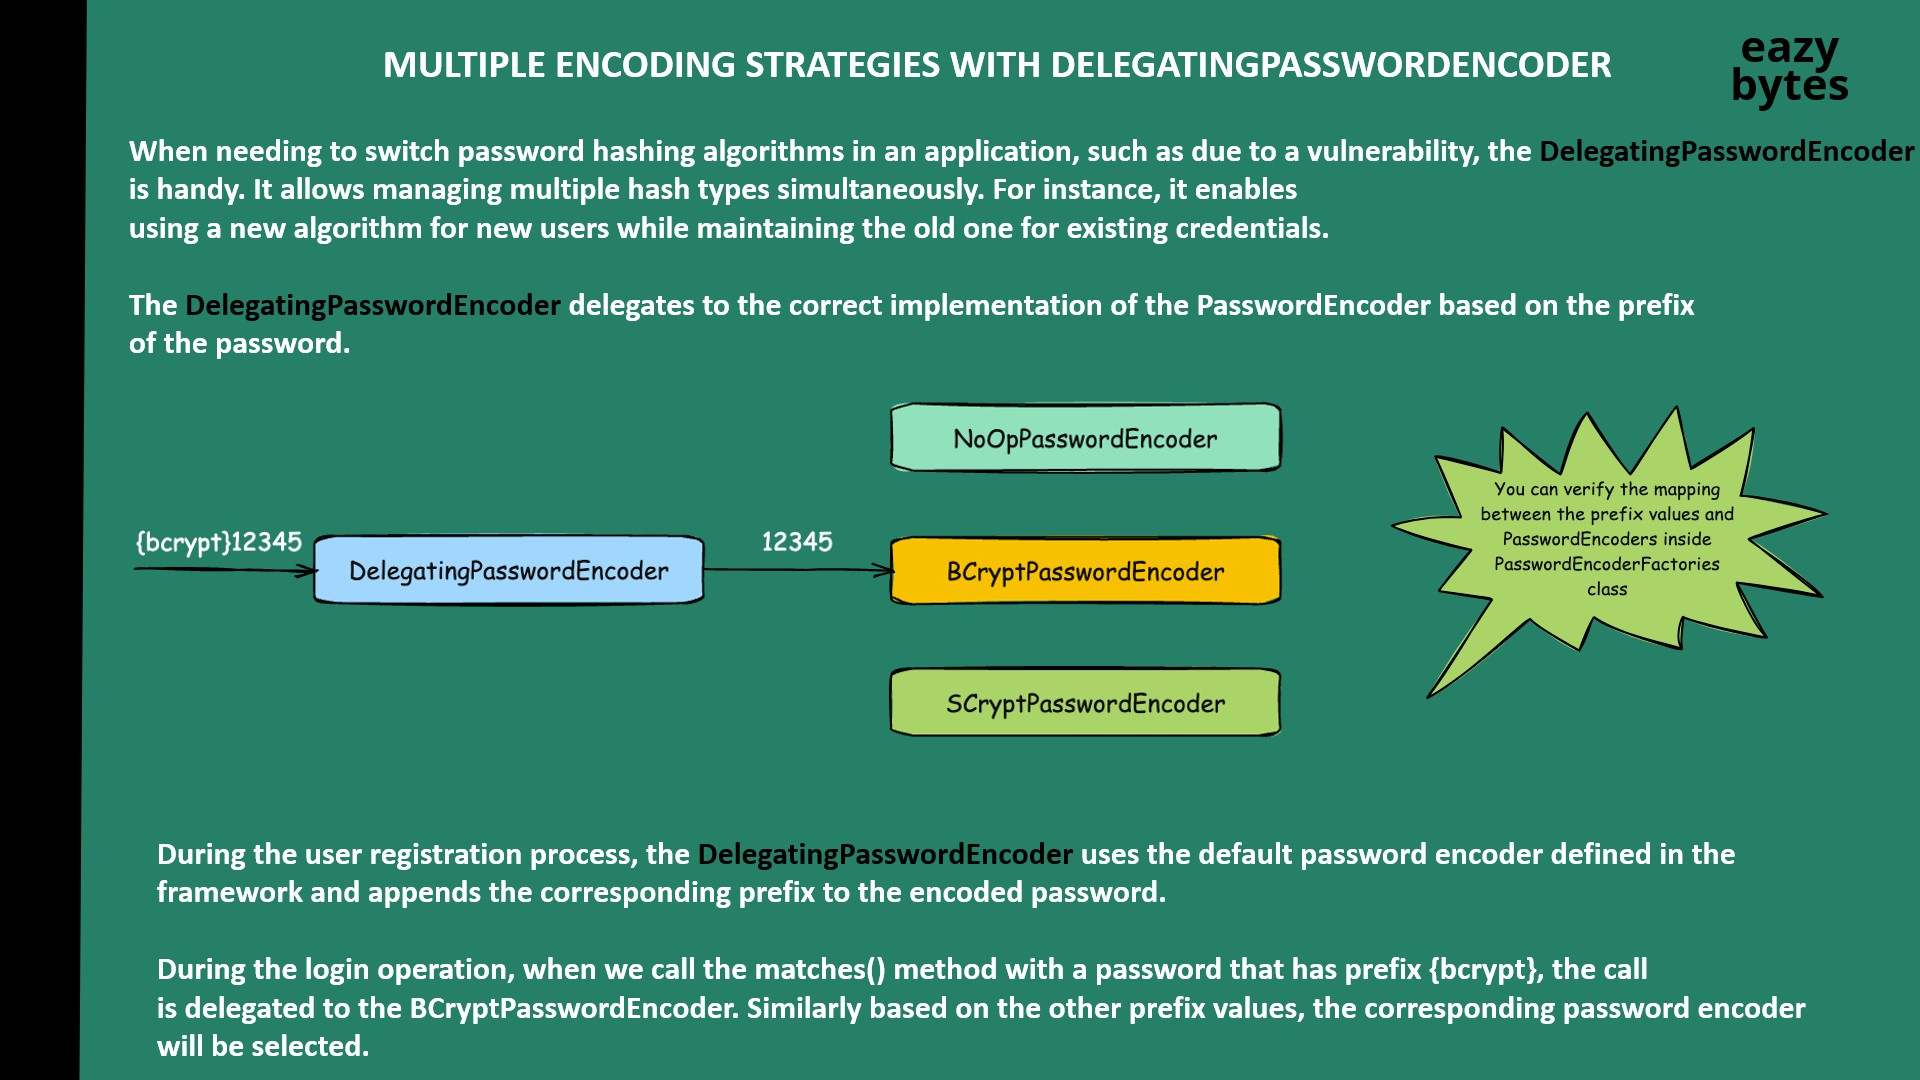 MULTIPLE ENCODING STRATEGIES WITH DELEGATINGPASSWORDENCODER
eazy
bytes
When needing to switch password hashing algorithms in an application, such as due to a vulnerability, the DelegatingPasswordEncoder
is handy. It allows managing multiple hash types simultaneously. For instance, it enables
using a new algorithm for new users while maintaining the old one for existing credentials.
The DelegatingPasswordEncoder delegates to the correct implementation of the PasswordEncoder based on the prefix
of the password.
NoOpPasswordEncoder
{bcrypt}12345
DelegatingPasswordEncoder
12345
BCryptPasswordEncoder
SCryptPasswordEncoder
You can verify the mapping
between the prefix values and
PasswordEncoders inside
PasswordEncoderFactories
class
During the user registration process, the DelegatingPasswordEncoder uses the default password encoder defined in the
framework and appends the corresponding prefix to the encoded password.
During the login operation, when we call the matches() method with a password that has prefix {bcrypt}, the call
is delegated to the BCryptPasswordEncoder. Similarly based on the other prefix values, the corresponding password encoder
will be selected.